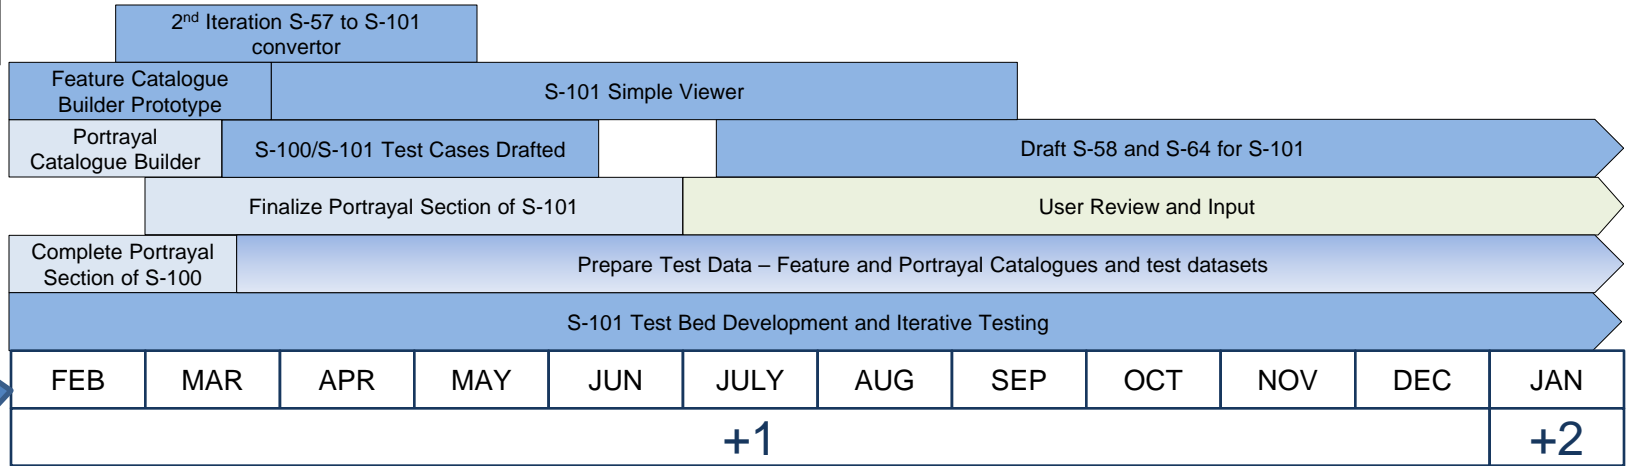 2nd Iteration S-57 to S-101
convertor
Feature Catalogue
Builder Prototype
S-101 Simple Viewer
Portrayal
Catalogue Builder
S-100/S-101 Test Cases Drafted
Draft S-58 and S-64 for S-101
Finalize Portrayal Section of S-101
User Review and Input
Complete Portrayal
Section of S-100
Prepare Test Data – Feature and Portrayal Catalogues and test datasets
S-101 Test Bed Development and Iterative Testing
FEB MAR APR MAY JUN JULY AUG SEP OCT NOV DEC JAN
+1 +2